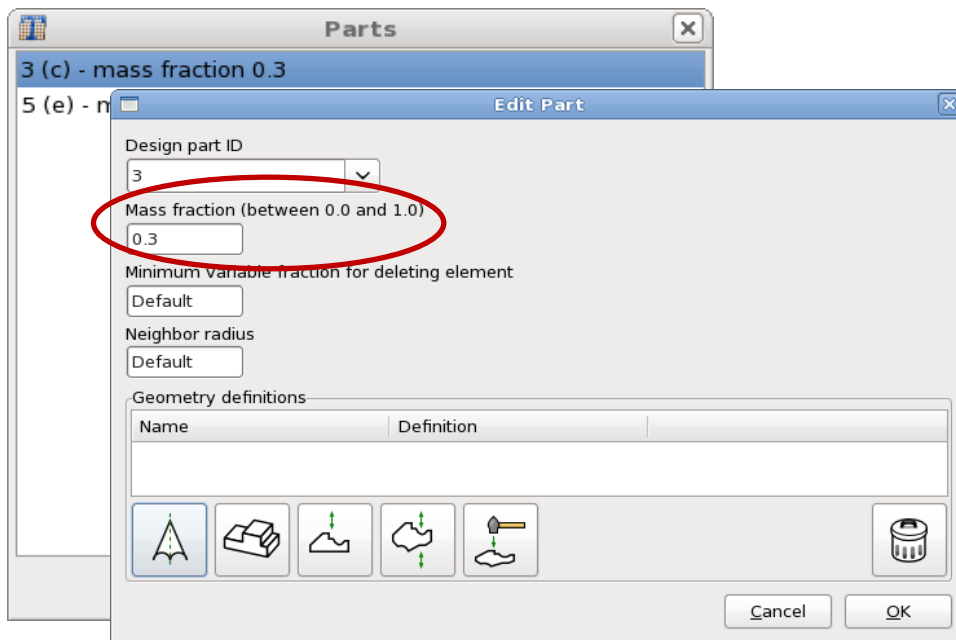 Parts
3 (c) - mass fraction 0.3
5 (e) -
Edit Part
Design part ID
3
Mass fraction (between 0.0 and 1.0)
0.3
Minimum variable fraction for deleting element
Default
Neighbor radius
Default
Geometry definitions
Name Definition
Cancel OK